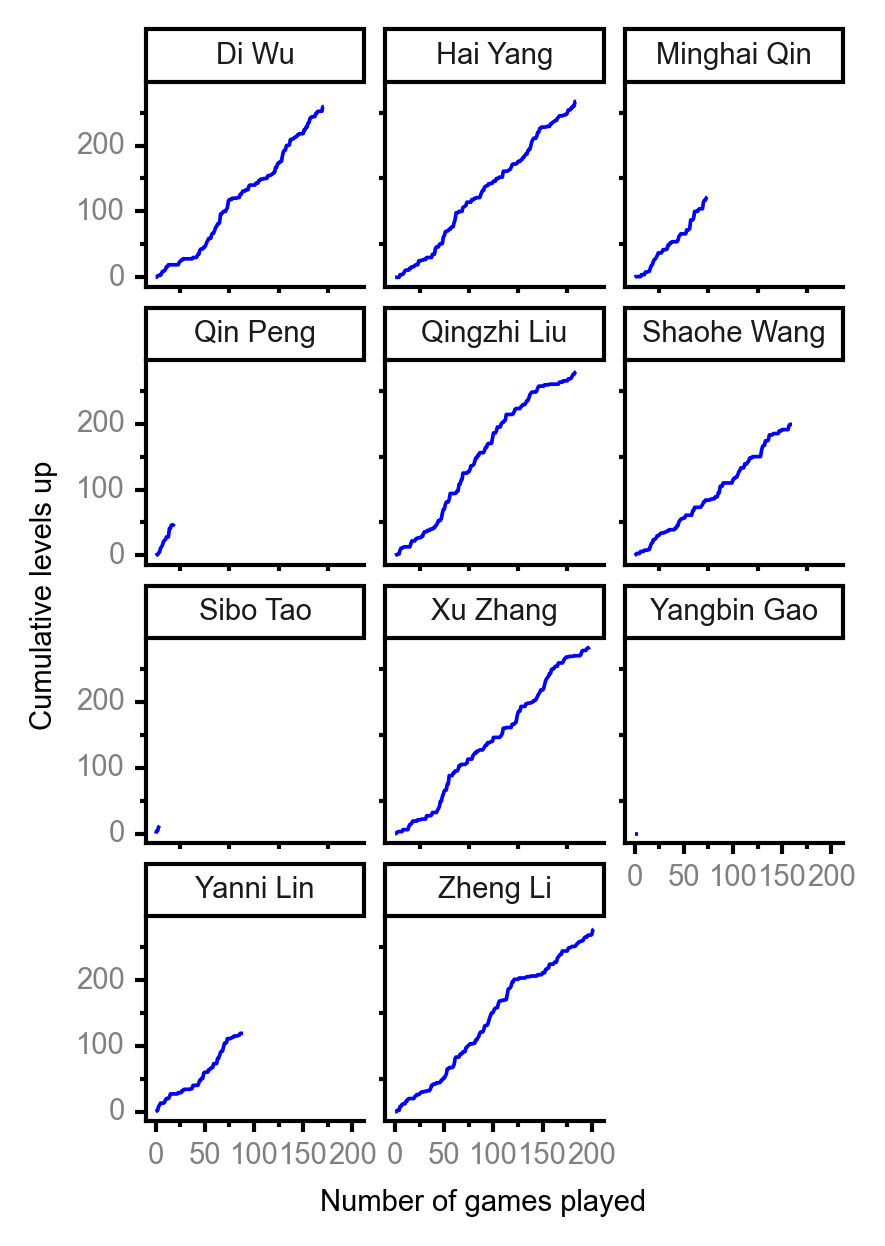 Di Wu Hai Yang Minghai Qin
200
100
0
Qin Peng Qingzhi Liu Shaohe Wang
200
100
0
Sibo Tao Xu Zhang Yangbin Gao
200
100
0
0 50 100 150 200
Yanni Lin Zheng Li
200
100
0
0 50 100 150 200 0 50 100 150 200
Number of games played
Cumulative levels up